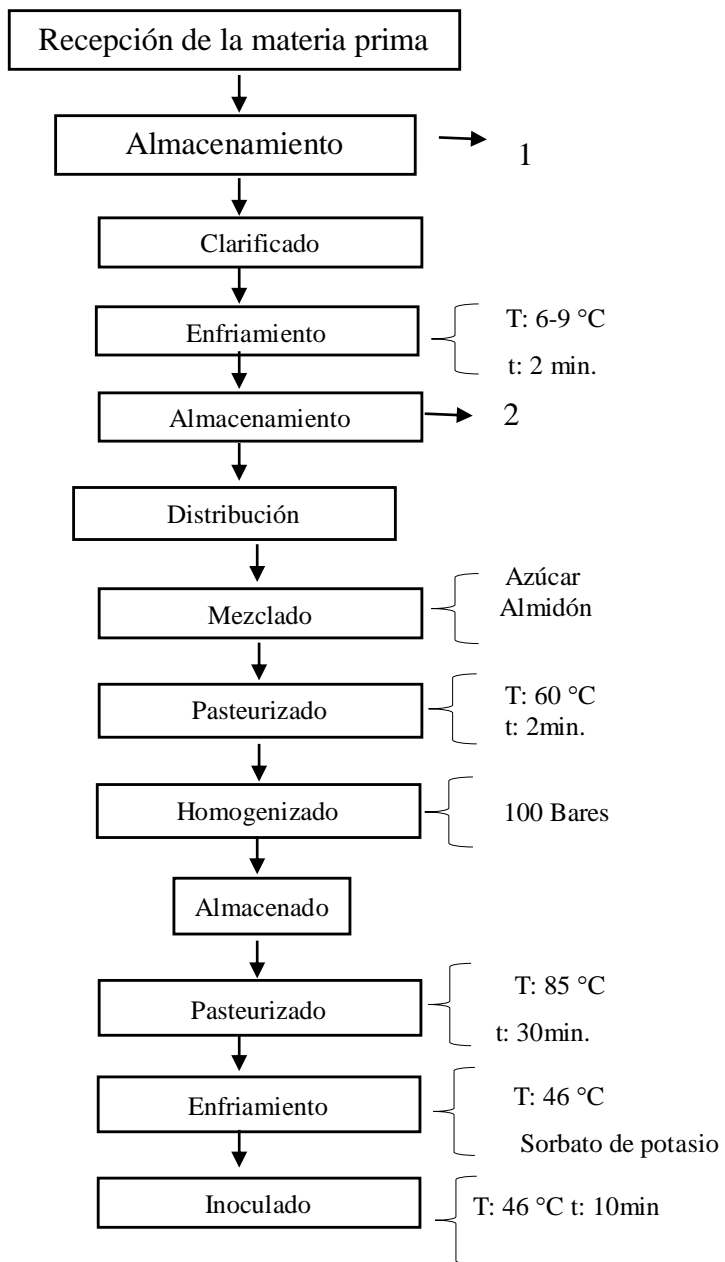 Recepción de la materia prima
Almacenamiento
1
Clarificado
Enfriamiento
T: 6-9 °C
t: 2 min.
Almacenamiento
2
Distribución
Mezclado
Azúcar
Almidón
Pasteurizado
T: 60 °C
t: 2min.
Homogenizado
100 Bares
Almacenado
Pasteurizado
T: 85 °C
t: 30min.
Enfriamiento
T: 46 °C
Sorbato de potasio
Inoculado
T: 46 °C t: 10min